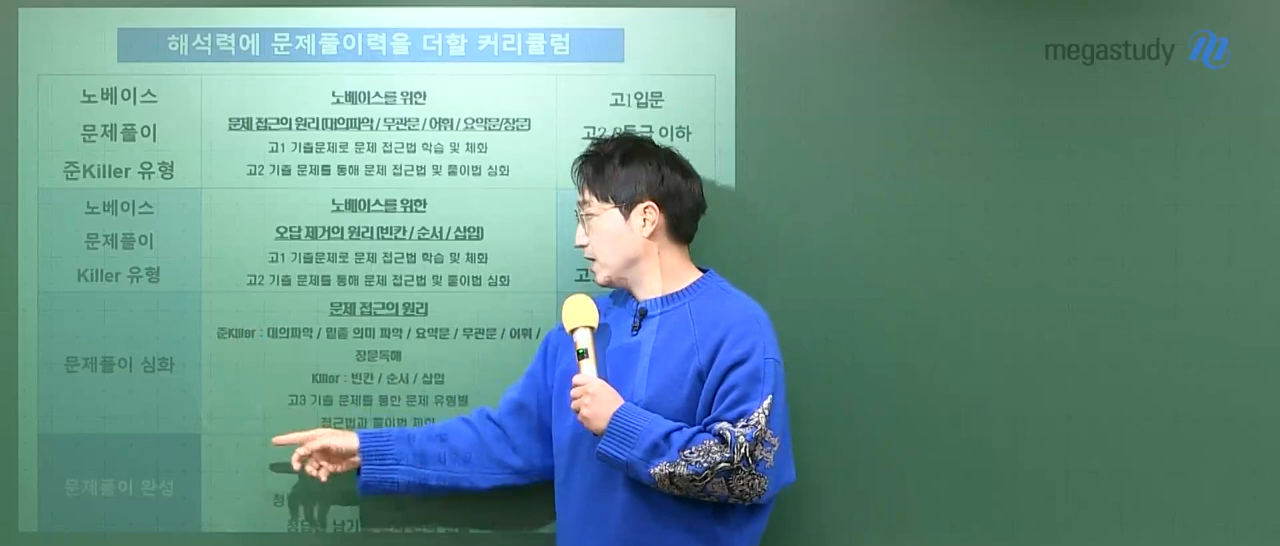 해석력에 문제풀이력을 더할 커리큘럼
megastudy
노베이스
문제풀이
준Killer 유형
노베이스를 위한
문제 접근의 원리 [대의파악 / 무관문 / 어휘 / 요약문/장문]
고1 기출문제로 문제 접근법 학습 및 체화
고2 기출 문제를 통해 문제 접근법 및 풀이법 심화
고1입문
고2 이하
노베이스
문제풀이
Killer 유형
노베이스를 위한
오답 제거의 원리 [빈칸 / 순서 / 삽입]
고1 기출문제로 문제 접근법 학습 및 체화
고2 기출 문제를 통해 문제 접근법 및 풀이법 심화
문제풀이 심화
문제 접근의 원리
준Killer : 대의파악 / 밑줄 의미 파악 / 요약문 / 무관문 / 어휘 /
장문독해
Killer : 빈칸 / 순서 / 삽입
고3 기출 문제를 통한 문제 유형별
접근법과 풀이법 체화
문제풀이 완성